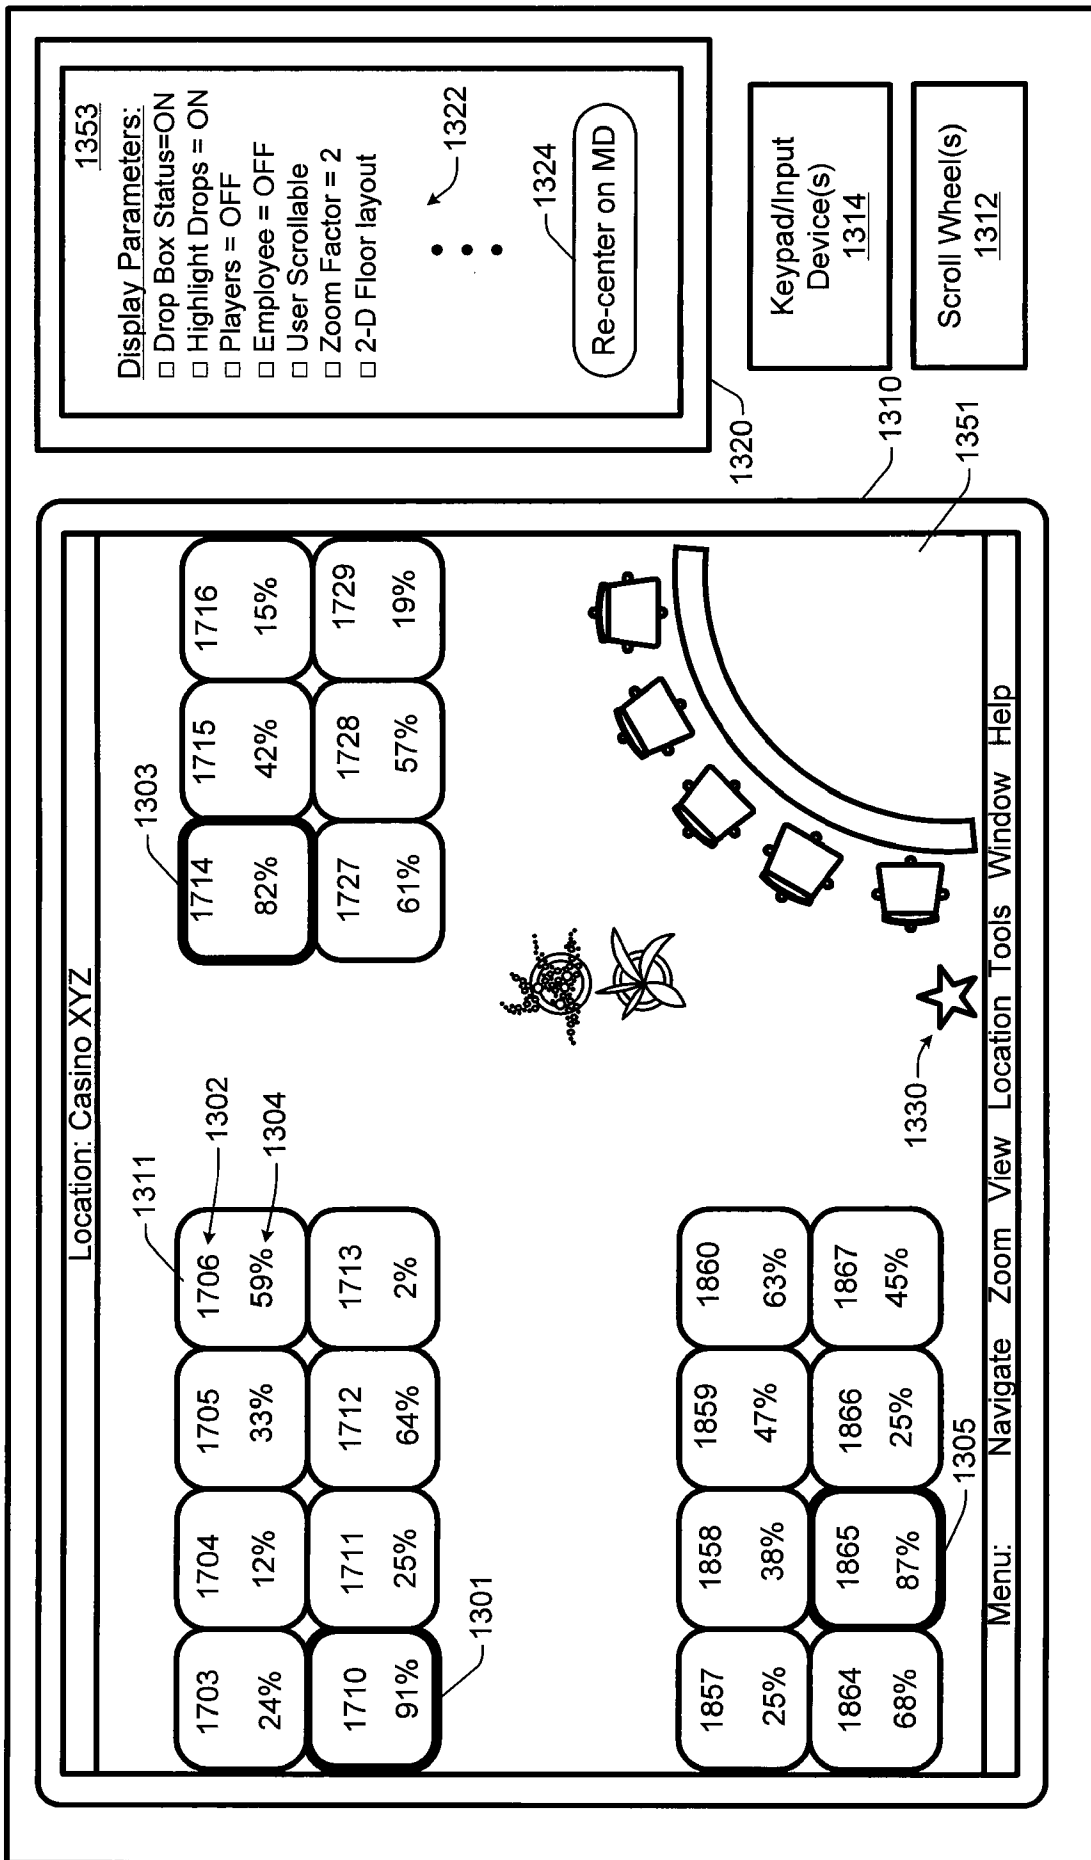 Location: Casino XYZ
1311
1703 1704 1705 1706
24% 12% 33% 59%
1302
1304
1710 1711 1712 1713
91% 25% 64% 2%
1301
1303
1714 1715 1716
82% 42% 15%
1727 1728 1729
61% 57% 19%
1857 1858 1859 1860
25% 38% 47% 63%
1864 1865 1866 1867
68% 87% 25% 45%
1305
1330
Menu: Navigate Zoom View Location Tools Window Help
1353
Display Parameters:
□ Drop Box Status=ON
□ Highlight Drops = ON
□ Players = OFF
□ Employee = OFF
□ User Scrollable
□ Zoom Factor = 2
□ 2-D Floor layout
• • •
1322
1324
Re-center on MD
1320
Keypad/Input
Device(s)
1314
Scroll Wheel(s)
1312
1310
1351